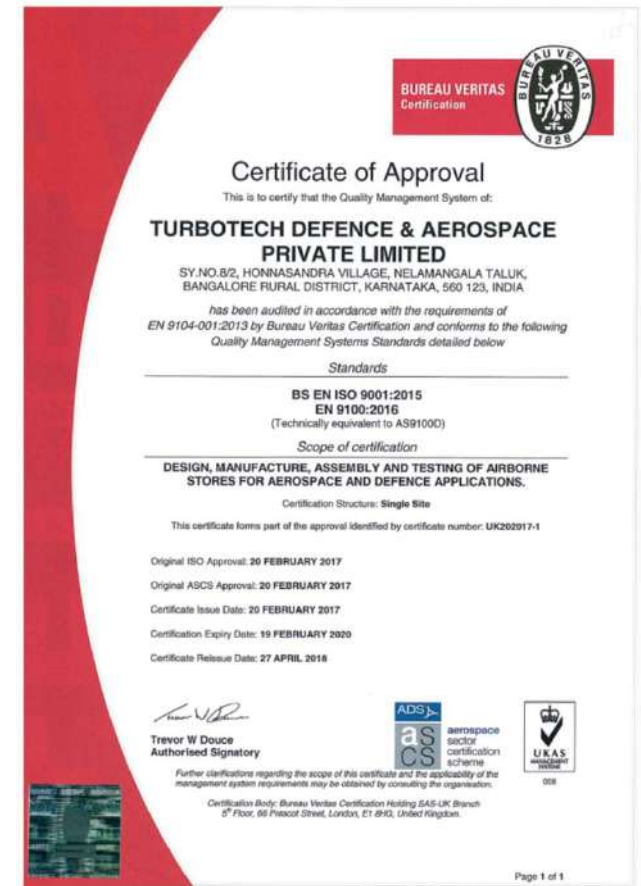 BUREAU VERITAS
Certification
BUREAU VERITAS
1828
Certificate of Approval
This is to certify that the Quality Management System of:
TURBOTECH DEFENCE & AEROSPACE
PRIVATE LIMITED
SY.NO.8/2, HONNASANDRA VILLAGE, NELAMANGALA TALUK,
BANGALORE RURAL DISTRICT, KARNATAKA, 560 123, INDIA
has been audited in accordance with the requirements of
EN 9104-001:2013 by Bureau Veritas Certification and conforms to the following
Quality Management Systems Standards detailed below
Standards
BS EN ISO 9001:2015
EN 9100:2016
(Technically equivalent to AS9100D)
Scope of certification
DESIGN, MANUFACTURE, ASSEMBLY AND TESTING OF AIRBORNE
STORES FOR AEROSPACE AND DEFENCE APPLICATIONS.
Certification Structure: Single Site
This certificate forms part of the approval identified by certificate number: UK202017-1
Original ISO Approval: 20 FEBRUARY 2017
Original ASCS Approval: 20 FEBRUARY 2017
Certificate Issue Date: 20 FEBRUARY 2017
Certification Expiry Date: 19 FEBRUARY 2020
Certificate Reissue Date: 27 APRIL 2018
Trevor W Douce
Authorised Signatory
ADS
aS
CS
aerospace
sector
certification
scheme
UKAS
MANAGEMENT
SYSTEMS
008
Further clarifications regarding the scope of this certificate and the applicability of the
management system requirements may be obtained by consulting the organisation.
Certification Body: Bureau Veritas Certification Holding SAS-UK Branch
5th Floor, 66 Prescot Street, London, E1 8HG, United Kingdom.
Page 1 of 1